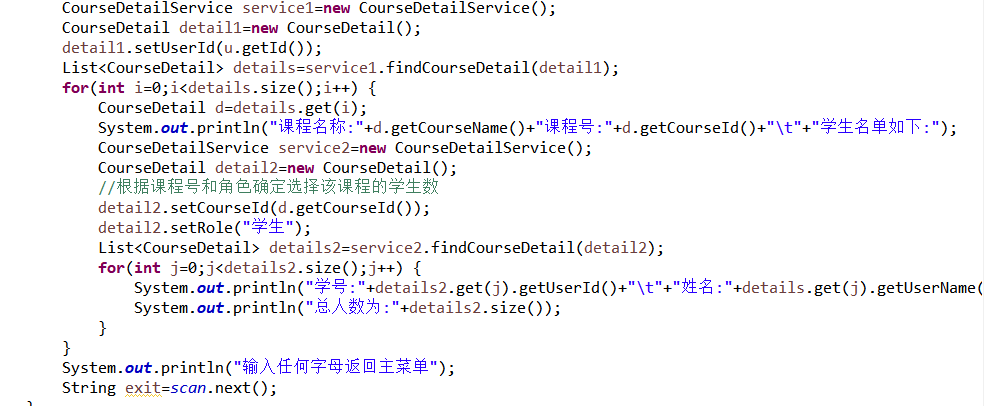 CourseDetailService service1=new CourseDetailService();
CourseDetail detail1=new CourseDetail();
detail1.setUserId(u.getId());
List<CourseDetail> details=service1.findCourseDetail(detail1);
for(int i=0;i<details.size();i++) {
CourseDetail d=details.get(i);
System.out.println("课程名称:"+d.getCourseName()+"课程号:"+d.getCourseId()+"\t"+"学生名单如下:");
CourseDetailService service2=new CourseDetailService();
CourseDetail detail2=new CourseDetail();
//根据课程号和角色确定选择该课程的学生数
detail2.setCourseId(d.getCourseId());
detail2.setRole("学生");
List<CourseDetail> details2=service2.findCourseDetail(detail2);
for(int j=0;j<details2.size();j++) {
System.out.println("学号:"+details2.get(j).getUserId()+"\t"+"姓名:"+details.get(j).getUserName(
System.out.println("总人数为:"+details2.size());
}
}
System.out.println("输入任何字母返回主菜单");
String exit=scan.next();